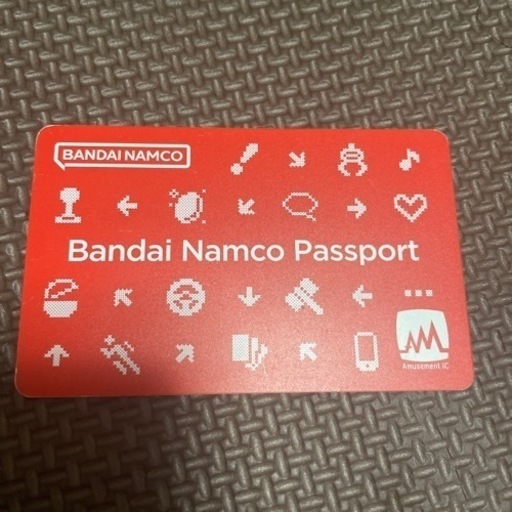 BANDAI NAMCO
Bandai Namco Passport
Amusement IC